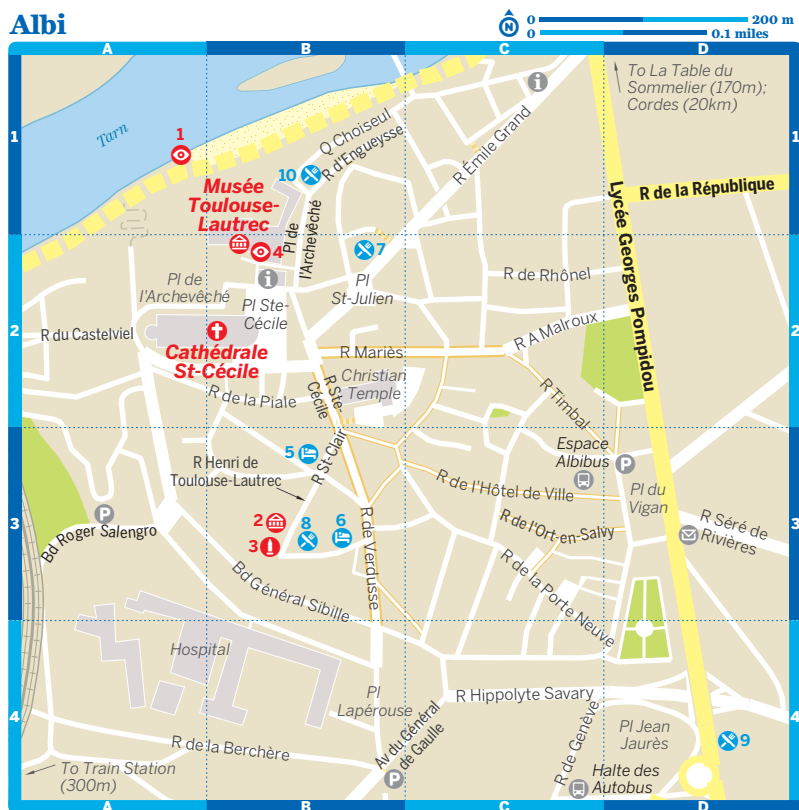 Albi
N
0 200 m
0 0.1 miles
A
B
C
D
1
1
2
2
3
3
4
4
To La Table du
Sommelier (170m);
Cordes (20km)
i
Tarn
1
Q Choiseul
R d'Engueysse
R Émile Grand
10
R de la République
Musée
Toulouse-
Lautrec
Lycée Georges Pompidou
4
Pl de
l'Archevêché
7
i
Pl de
l'Archevêché
Pl
St-Julien
R de Rhônel
Pl Ste-
Cécile
R du Castelviel
R A Malroux
Cathédrale
St-Cécile
R Mariès
R Ste-
Cécile
Christian
Temple
R de la Piale
R Timbal
5
R St-Clair
R Henri de
Toulouse-Lautrec
Espace
Albibus
P
R de l'Hôtel de Ville
Pl du
Vigan
P
Bd Roger Salengro
2
3
8
6
R de Verdusse
R de l'Ort-en-Salvy
R Séré de
Rivières
Bd Général Sibille
R de la Porte Neuve
Hospital
Pl
Lapérouse
R Hippolyte Savary
Av du Général
de Gaulle
R de Genève
Pl Jean
Jaurès
9
R de la Berchère
To Train Station
(300m)
P
Halte des
Autobus
A
B
C
D